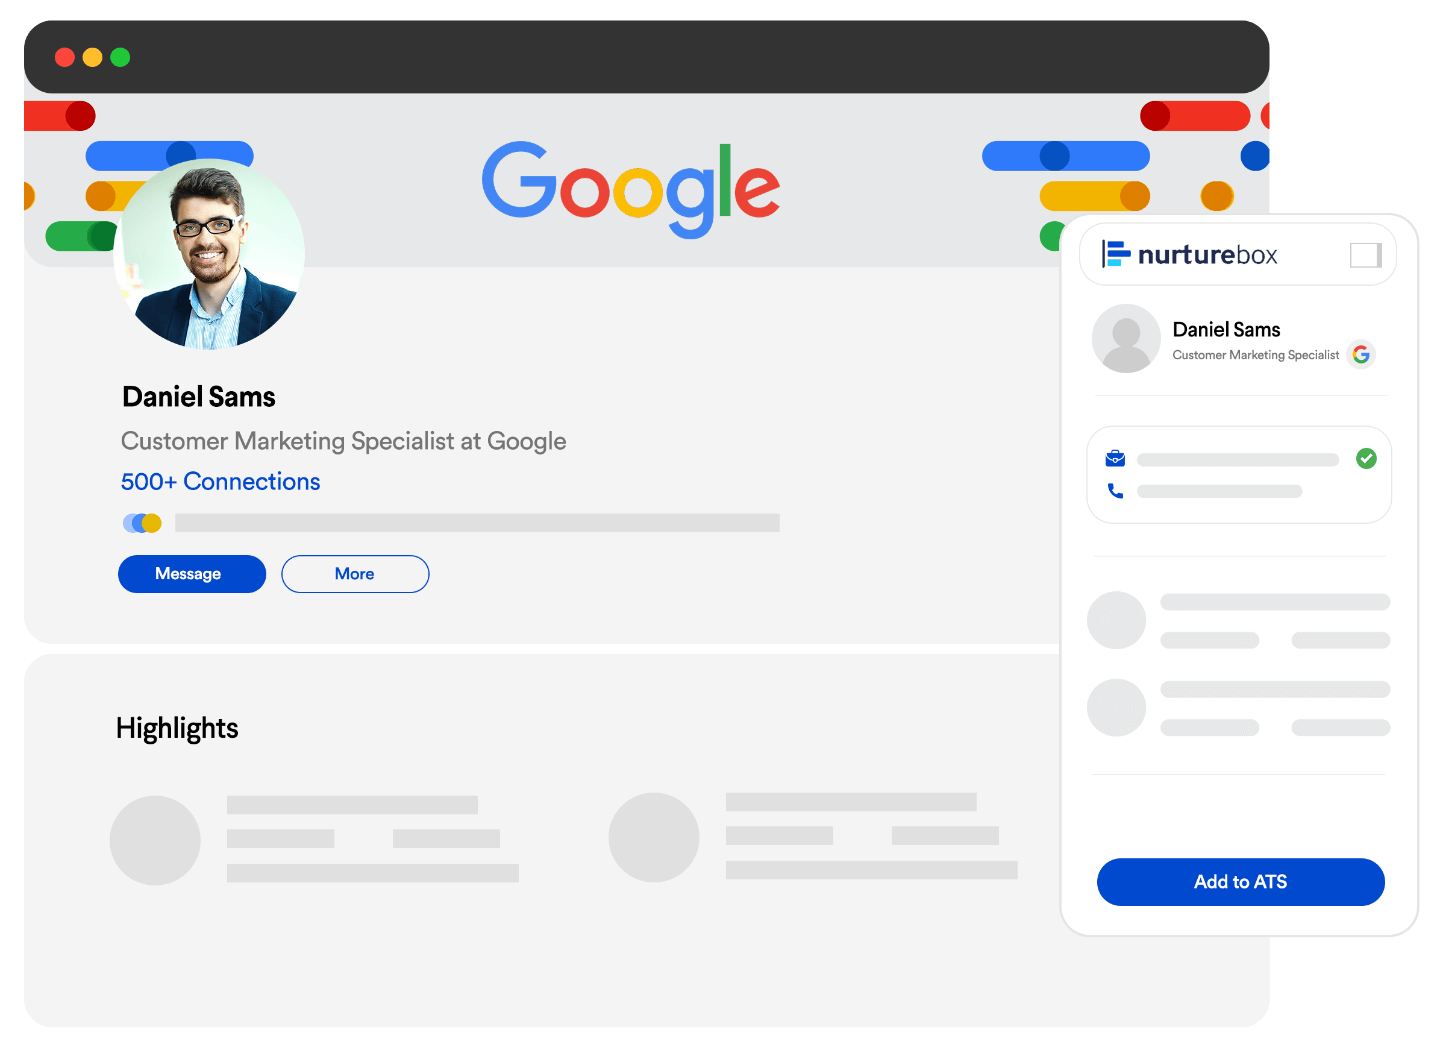 Google
Daniel Sams
Customer Marketing Specialist at Google
500+ Connections
Message
More
Highlights
nurturebox
Daniel Sams
Customer Marketing Specialist
G
Add to ATS